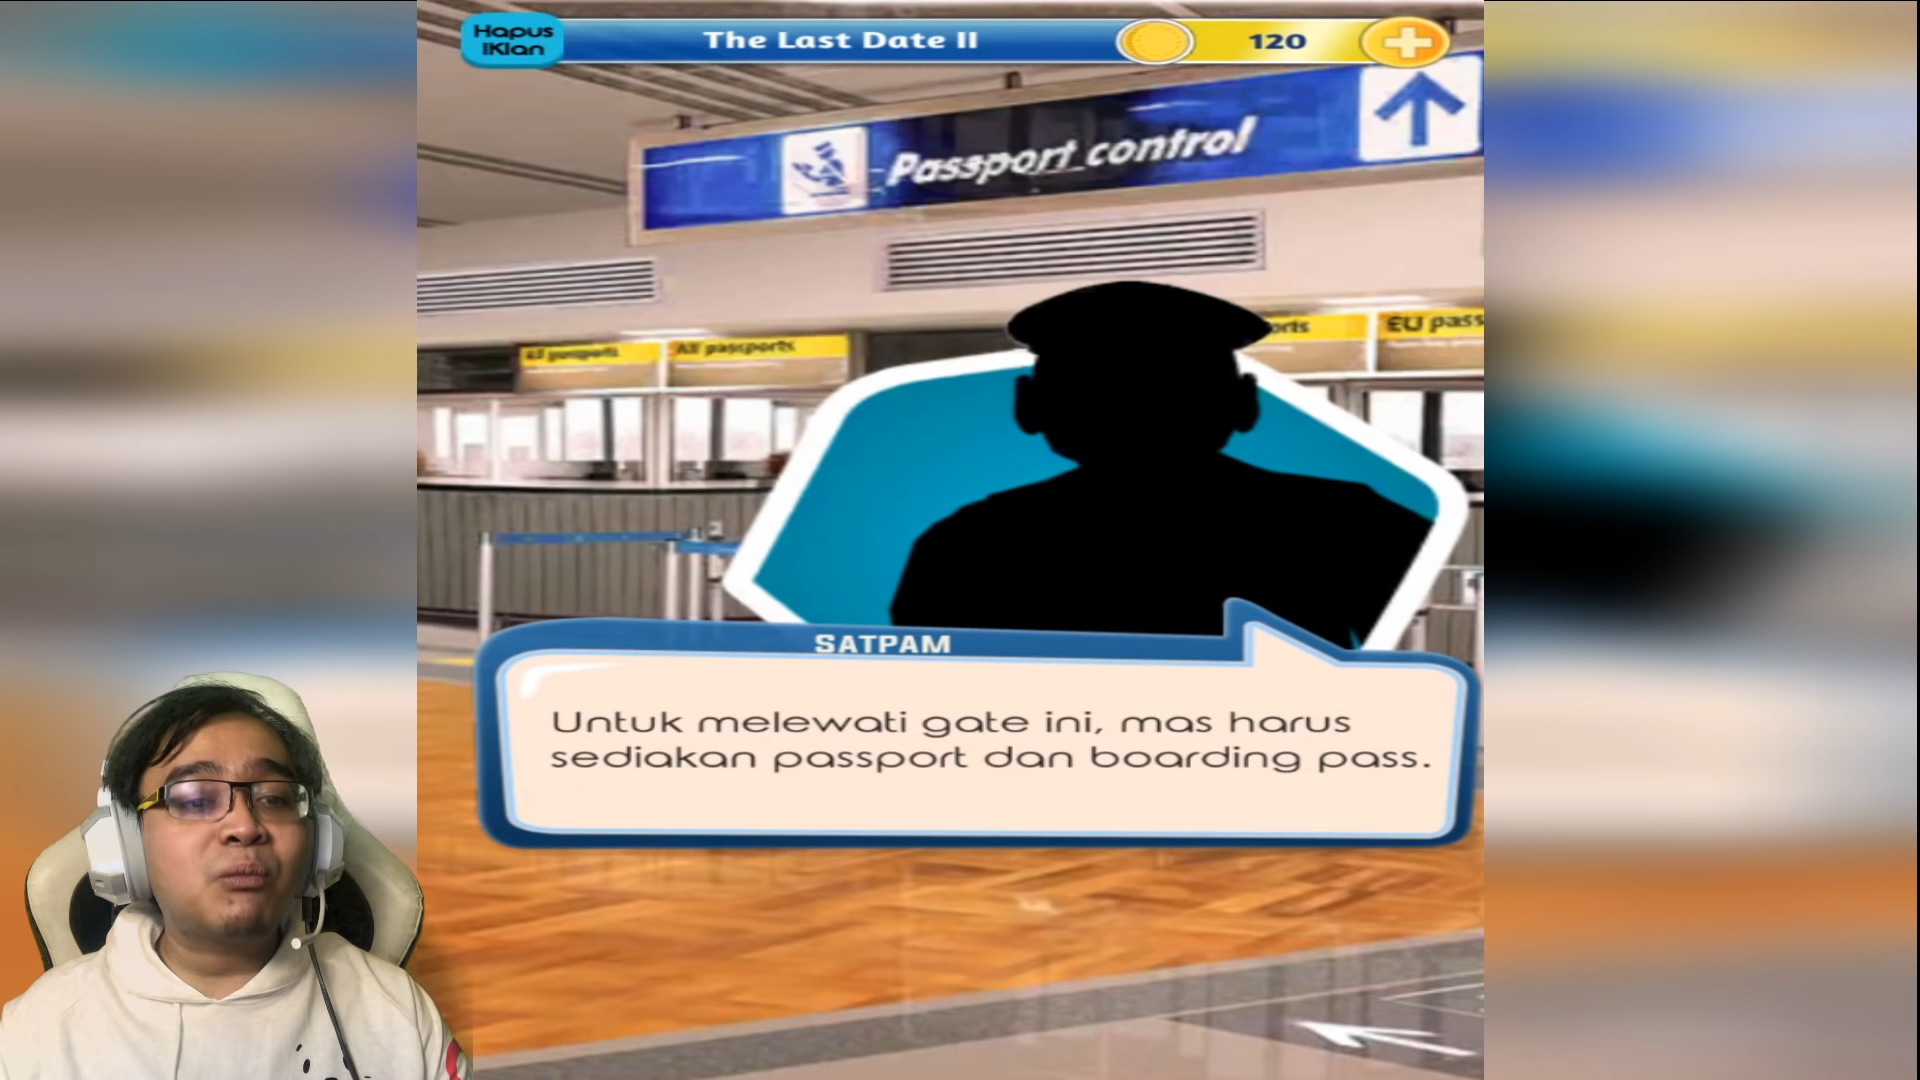 Hapus
IKlan
The Last Date II
120
Passport control
All passports
EU pass
SATPAM
Untuk melewati gate ini, mas harus
sediakan passport dan boarding pass.